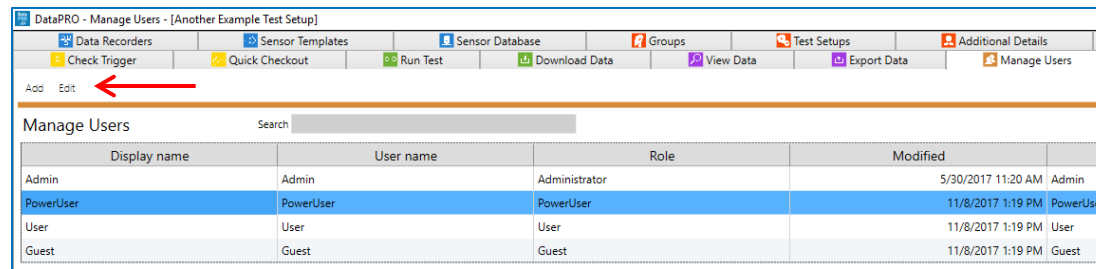 DataPRO - Manage Users - [Another Example Test Setup]
Data Recorders Sensor Templates Sensor Database Groups Test Setups Additional Details
Check Trigger Quick Checkout Run Test Download Data View Data Export Data Manage Users
Add Edit
Manage Users Search
Display name User name Role Modified
Admin Admin Administrator 5/30/2017 11:20 AM Admin
PowerUser PowerUser PowerUser 11/8/2017 1:19 PM PowerUs
User User User 11/8/2017 1:19 PM User
Guest Guest Guest 11/8/2017 1:19 PM Guest